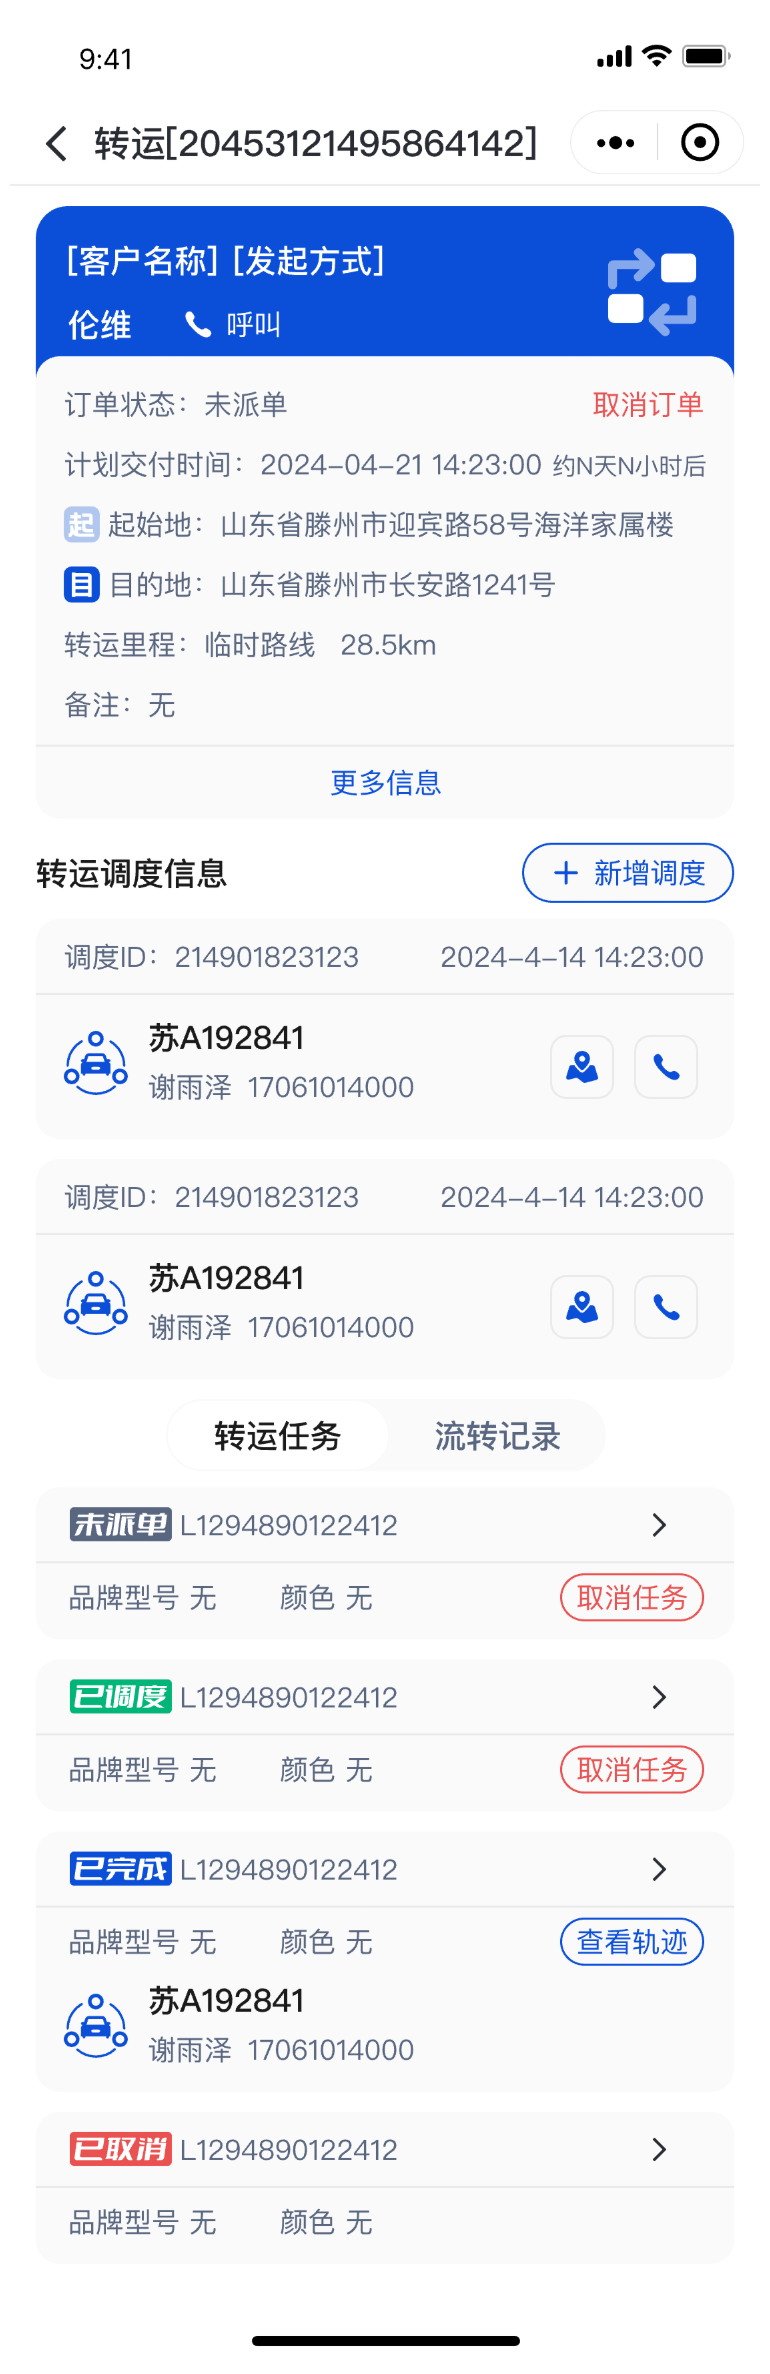 9:41
转运[20453121495864142]
[客户名称] [发起方式]
伦维 呼叫
订单状态：未派单 取消订单
计划交付时间：2024-04-21 14:23:00 约N天N小时后
起 起始地：山东省滕州市迎宾路58号海洋家属楼
目 目的地：山东省滕州市长安路1241号
转运里程：临时路线 28.5km
备注：无
更多信息
转运调度信息 + 新增调度
调度ID：214901823123 2024-4-14 14:23:00
苏A192841
谢雨泽 17061014000
调度ID：214901823123 2024-4-14 14:23:00
苏A192841
谢雨泽 17061014000
转运任务 流转记录
未派单 L1294890122412
品牌型号 无 颜色 无 取消任务
已调度 L1294890122412
品牌型号 无 颜色 无 取消任务
已完成 L1294890122412
品牌型号 无 颜色 无 查看轨迹
苏A192841
谢雨泽 17061014000
已取消 L1294890122412
品牌型号 无 颜色 无